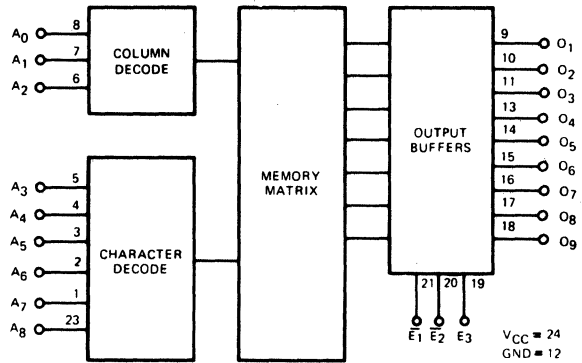 A0 8
A1 7
A2 6
COLUMN
DECODE
A3 5
A4 4
A5 3
A6 2
A7 1
A8 23
CHARACTER
DECODE
MEMORY
MATRIX
OUTPUT
BUFFERS
9 O1
10 O2
11 O3
13 O4
14 O5
15 O6
16 O7
17 O8
18 O9
21 20 19
E̅1 E̅2 E3
VCC = 24
GND = 12